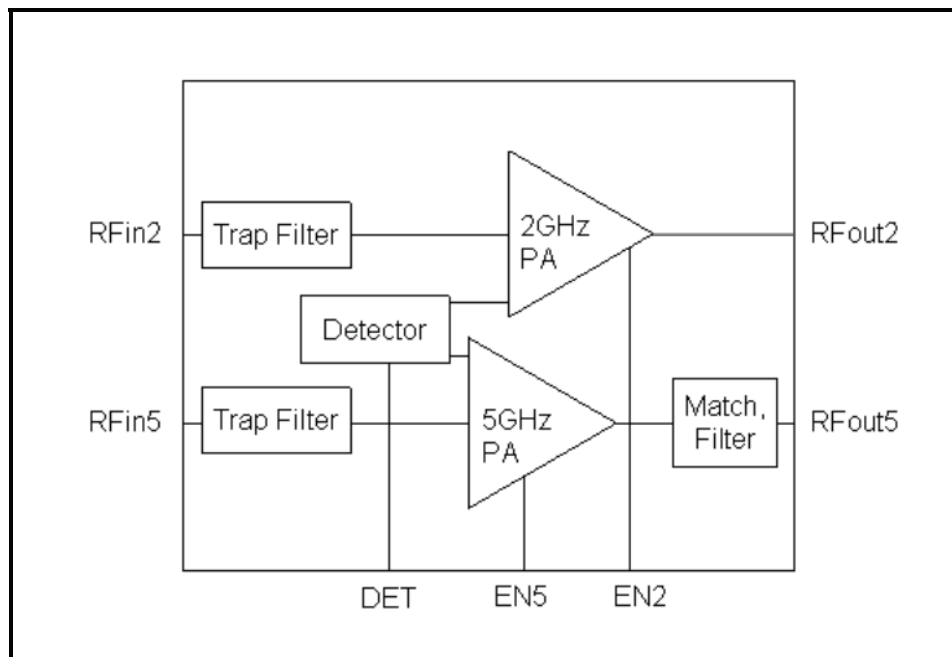 RFin2
Trap Filter
2GHz
PA
RFout2
Detector
RFin5
Trap Filter
5GHz
PA
Match,
Filter
RFout5
DET
EN5
EN2